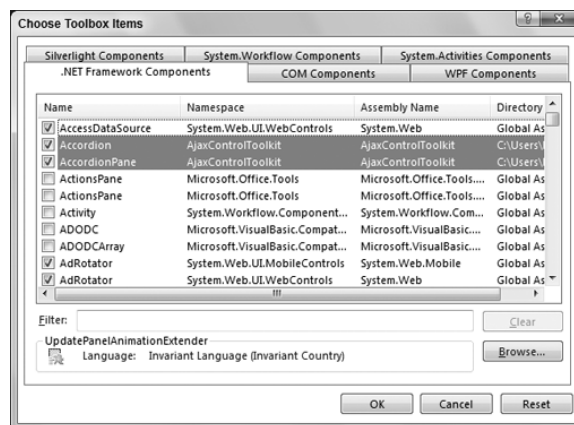 Choose Toolbox Items
Silverlight Components System.Workflow Components System.Activities Components
.NET Framework Components COM Components WPF Components
Name Namespace Assembly Name Directory
AccessDataSource System.Web.UI.WebControls System.Web Global As
Accordion AjaxControlToolkit AjaxControlToolkit C:\Users\
AccordionPane AjaxControlToolkit AjaxControlToolkit C:\Users\
ActionsPane Microsoft.Office.Tools Microsoft.Office.Tools.... Global As
ActionsPane Microsoft.Office.Tools Microsoft.Office.Tools.... Global As
Activity System.Workflow.Component... System.Workflow.Com... Global As
ADODC Microsoft.VisualBasic.Compat... Microsoft.VisualBasic.... Global As
ADODCArray Microsoft.VisualBasic.Compat... Microsoft.VisualBasic.... Global As
AdRotator System.Web.UI.MobileControls System.Web.Mobile Global As
AdRotator System.Web.UI.WebControls System.Web Global As
Filter: Clear
UpdatePanelAnimationExtender
Language: Invariant Language (Invariant Country) Browse...
OK Cancel Reset